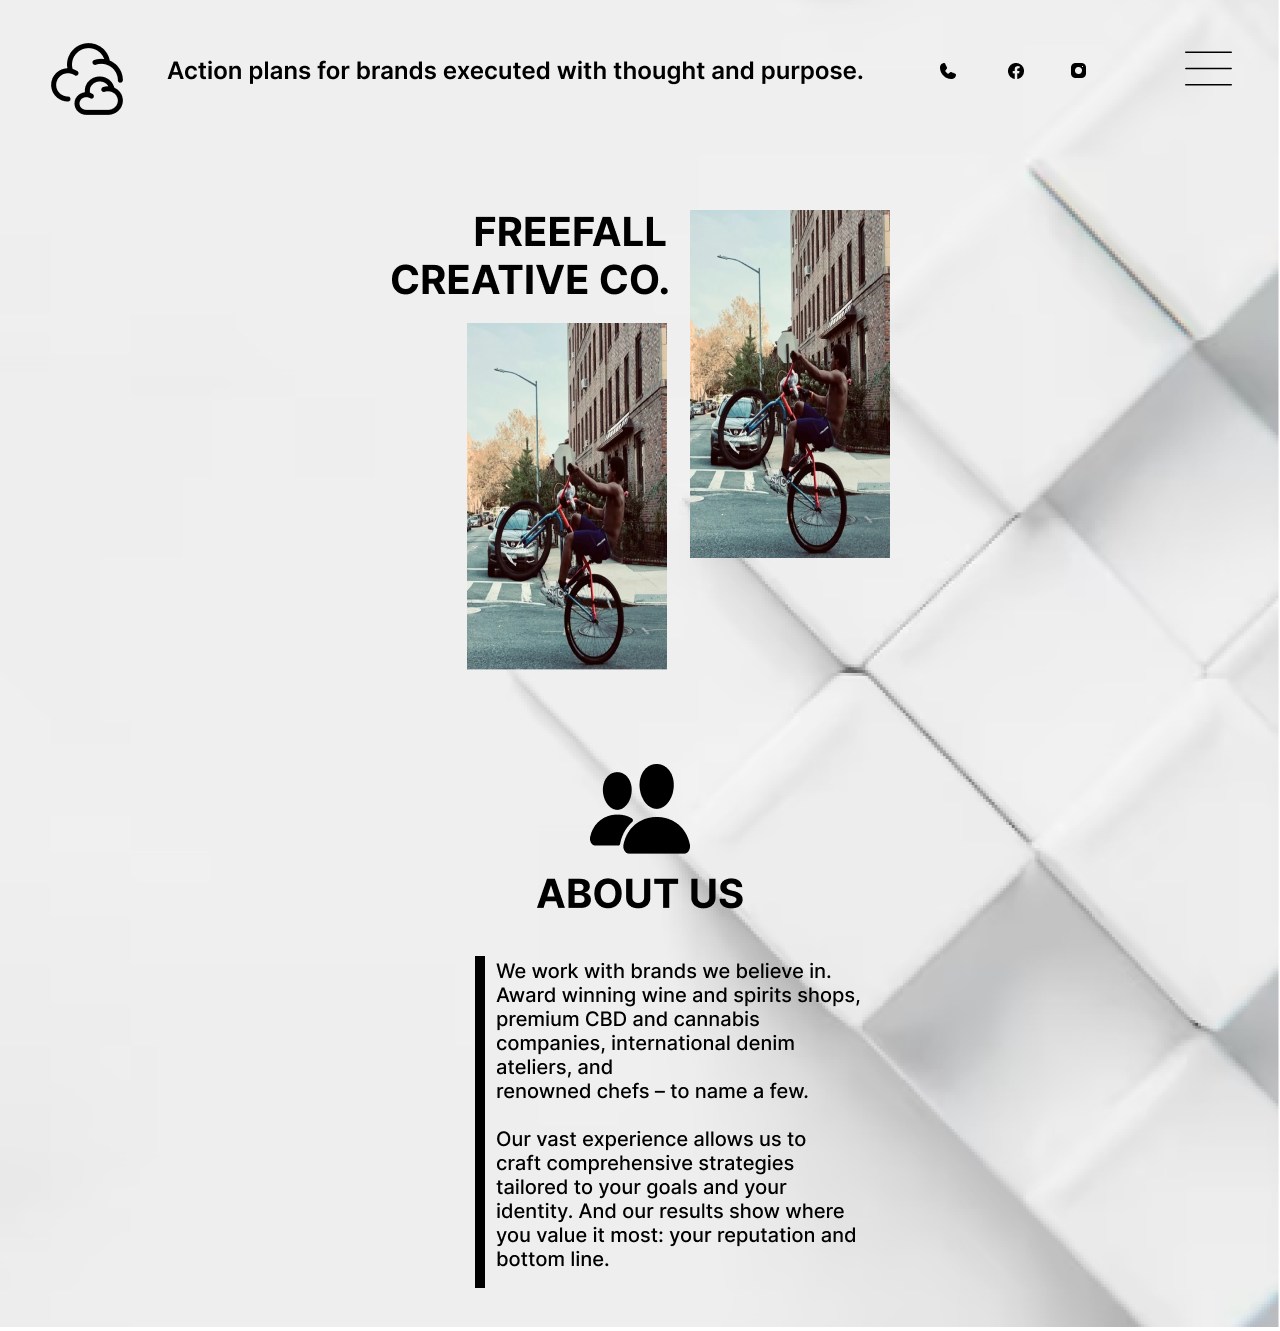 Action plans for brands executed with thought and purpose.
FREEFALL
CREATIVE CO.
ABOUT US
We work with brands we believe in.
Award winning wine and spirits shops,
premium CBD and cannabis
companies, international denim
ateliers, and
renowned chefs – to name a few.
Our vast experience allows us to
craft comprehensive strategies
tailored to your goals and your
identity. And our results show where
you value it most: your reputation and
bottom line.